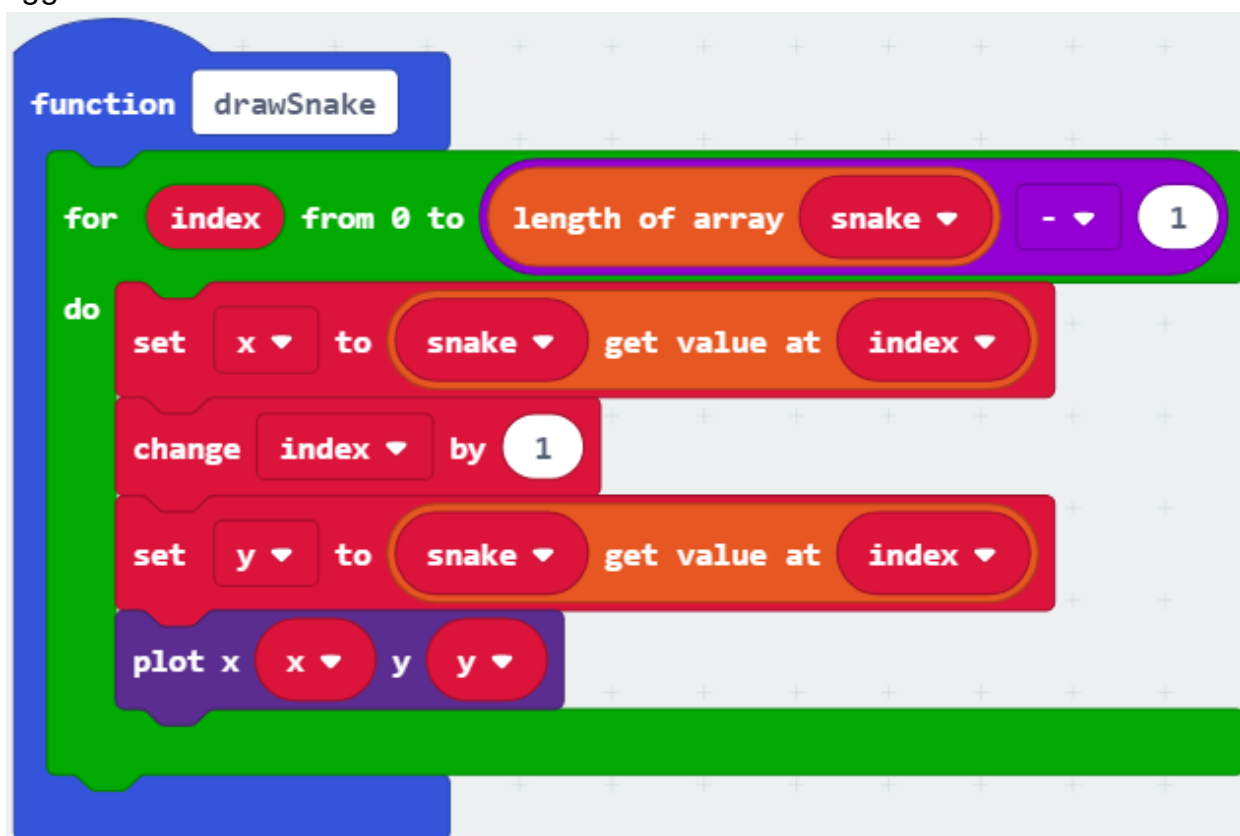 function drawSnake
for index from 0 to length of array snake - 1
do
set x to snake get value at index
change index by 1
set y to snake get value at index
plot x x y y